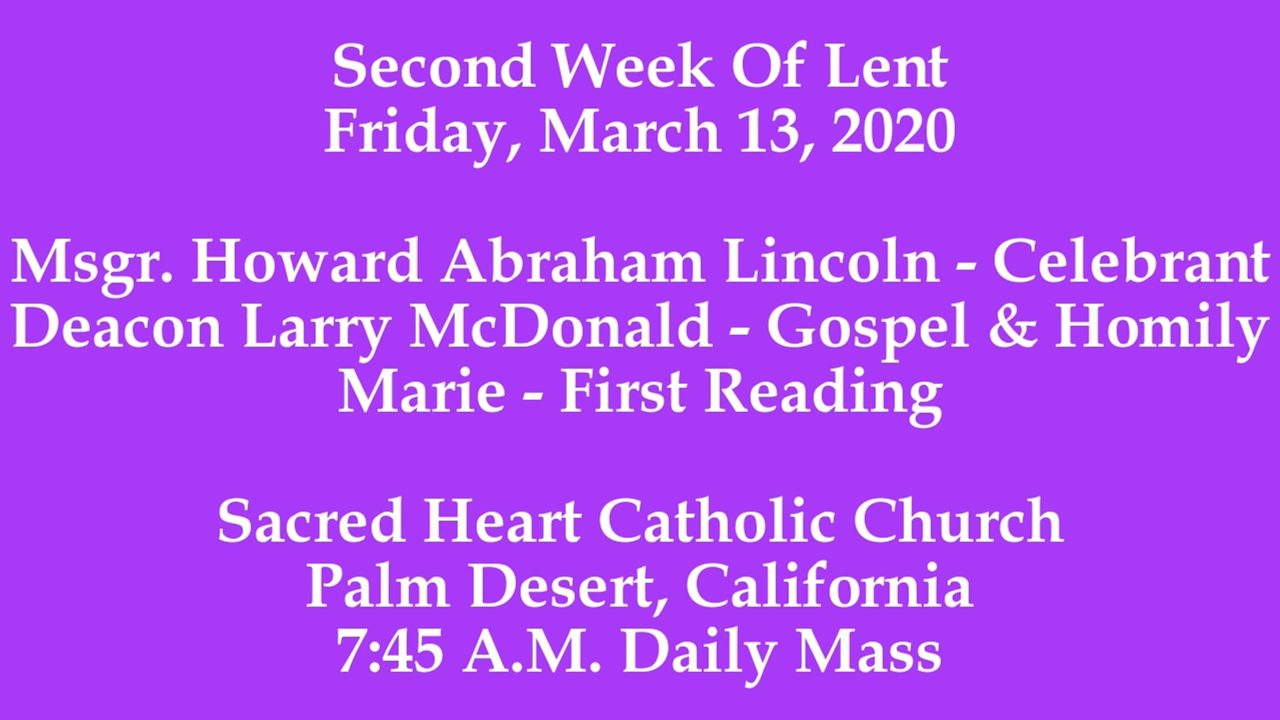 Second Week Of Lent
Friday, March 13, 2020
Msgr. Howard Abraham Lincoln - Celebrant
Deacon Larry McDonald - Gospel & Homily
Marie - First Reading
Sacred Heart Catholic Church
Palm Desert, California
7:45 A.M. Daily Mass